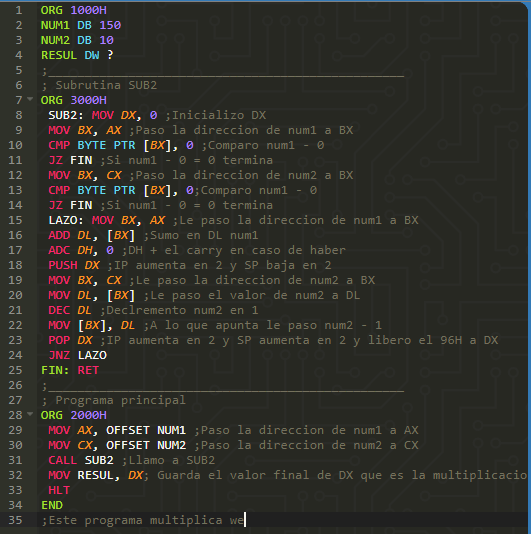 1 ORG 1000H
2 NUM1 DB 150
3 NUM2 DB 10
4 RESUL DW ?
5 ;_______________________________________________
6 ; Subrutina SUB2
7 ORG 3000H
8 SUB2: MOV DX, 0 ;Inicializo DX
9 MOV BX, AX ;Paso la direccion de num1 a BX
10 CMP BYTE PTR [BX], 0 ;Comparo num1 - 0
11 JZ FIN ;Si num1 - 0 = 0 termina
12 MOV BX, CX ;Paso la direccion de num2 a BX
13 CMP BYTE PTR [BX], 0;Comparo num1 - 0
14 JZ FIN ;Si num1 - 0 = 0 termina
15 LAZO: MOV BX, AX ;Le paso la direccion de num1 a BX
16 ADD DL, [BX] ;Sumo en DL num1
17 ADC DH, 0 ;DH + el carry en caso de haber
18 PUSH DX ;IP aumenta en 2 y SP baja en 2
19 MOV BX, CX ;Le paso la direccion de num2 a BX
20 MOV DL, [BX] ;Le paso el valor de num2 a DL
21 DEC DL ;Declremento num2 en 1
22 MOV [BX], DL ;A lo que apunta le paso num2 - 1
23 POP DX ;IP aumenta en 2 y SP aumenta en 2 y libero el 96H a DX
24 JNZ LAZO
25 FIN: RET
26 ;_______________________________________________
27 ; Programa principal
28 ORG 2000H
29 MOV AX, OFFSET NUM1 ;Paso la direccion de num1 a AX
30 MOV CX, OFFSET NUM2 ;Paso la direccion de num2 a CX
31 CALL SUB2 ;Llamo a SUB2
32 MOV RESUL, DX; Guarda el valor final de DX que es la multiplicacio
33 HLT
34 END
35 ;Este programa multiplica we